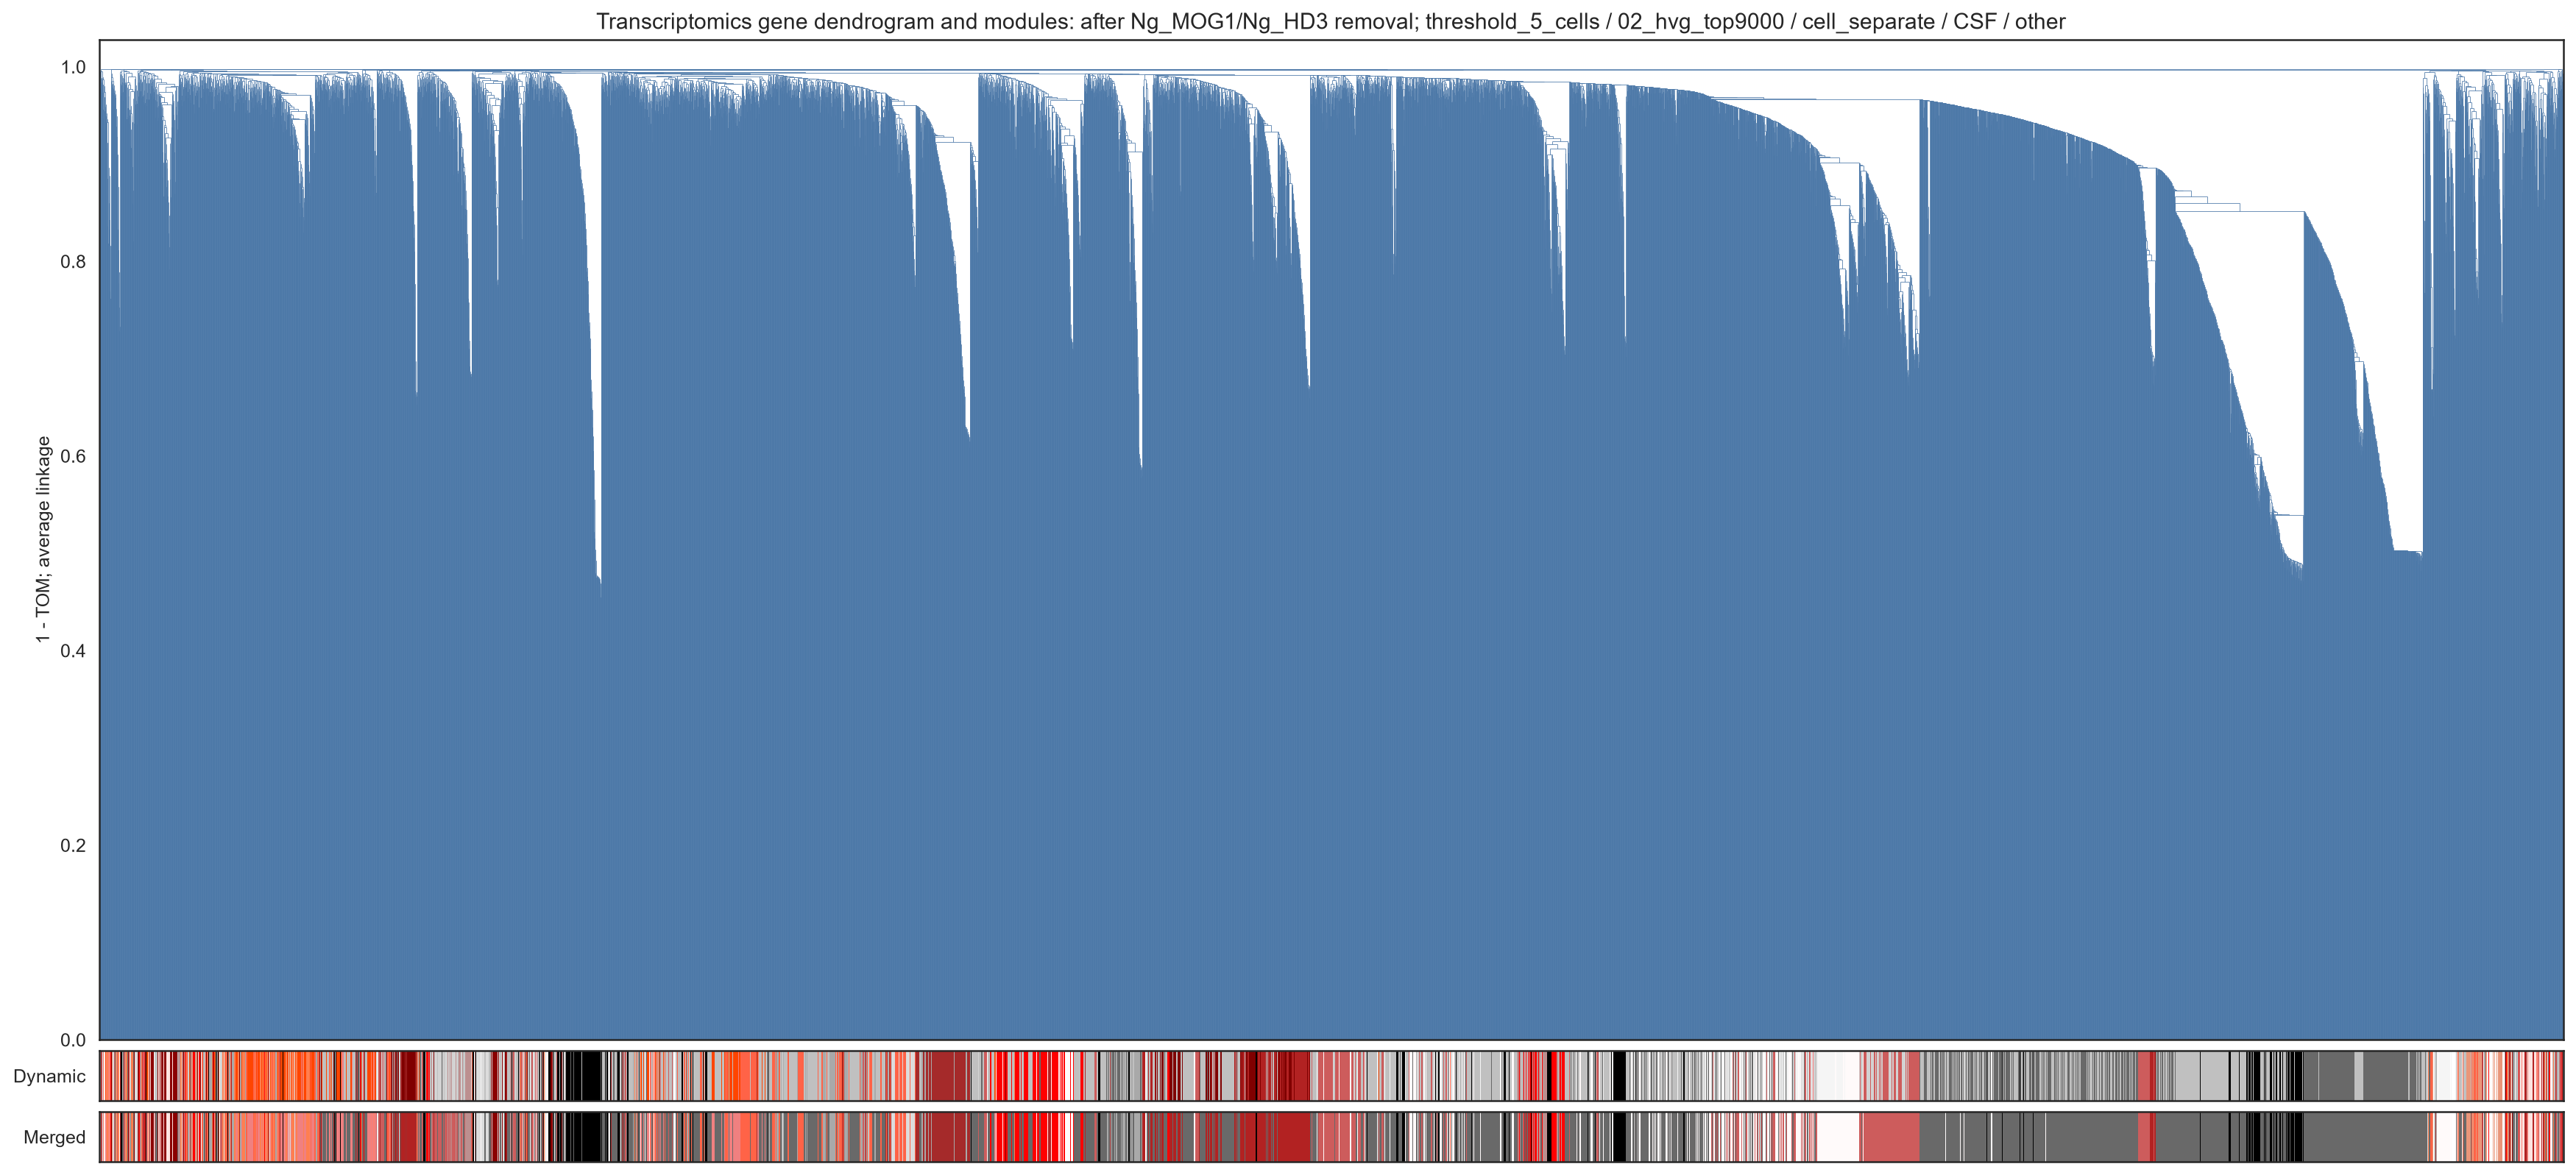 Transcriptomics gene dendrogram and modules: after Ng_MOG1/Ng_HD3 removal; threshold_5_cells / 02_hvg_top9000 / cell_separate / CSF / other
1.0
0.8
0.6
0.4
0.2
0.0
1 - TOM; average linkage
Dynamic
Merged